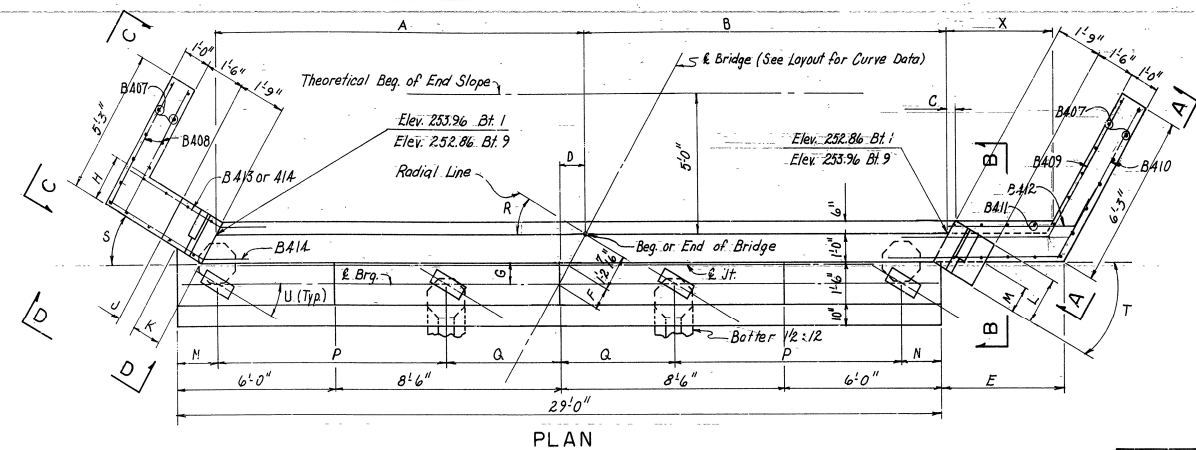 A
B
X
C
C
1'-0"
1'-6"
1'-9"
B407
5'-3"
B408
H
Theoretical Beg. of End Slope
℄ Bridge (See Layout for Curve Data)
Elev. 253.96 Bt. 1
Elev. 252.86 Bt. 9
Radial Line
D
5'-0"
C
Elev. 252.86 Bt. 1
Elev. 253.96 Bt. 9
1'-9"
1'-6"
1'-0"
B407
A
B
B409
B410
B412
B411
6'-3"
B413 or 414
R
S
B414
6"
1'-0"
Beg. or End of Bridge
℄ Brg.
G
℄ Jt.
1'-6"
U (Typ.)
F
J
K
D
D
10"
Batter 1 1/2:12
M
L
A
T
B
M
P
Q
Q
P
N
E
6'-0"
8'-6"
8'-6"
6'-0"
29'-0"
PLAN